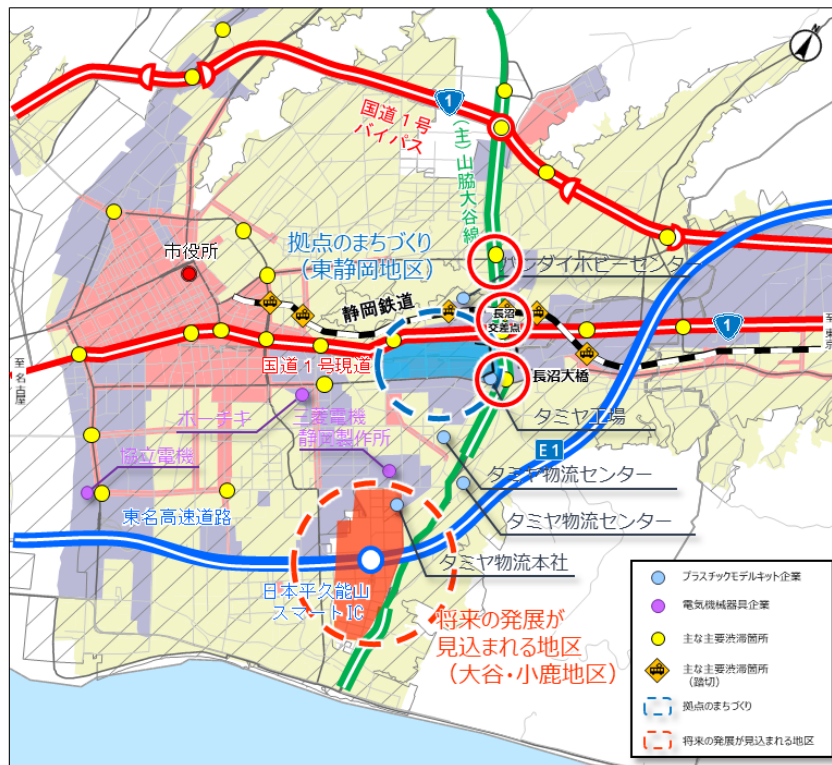 N
1
国道１号
バイパス
(主)山脇大谷線
市役所
拠点のまちづくり
（東静岡地区）
バンダイホビーセンタ
静岡鉄道
長沼
交差点
1
至 東京
至 名古屋
国道１号現道
長沼大橋
ホーチキ
三菱電機
静岡製作所
タミヤ工場
E1
協立電機
タミヤ物流センター
タミヤ物流センター
東名高速道路
タミヤ物流本社
日本平久能山
スマートIC
将来の発展が
見込まれる地区
（大谷・小鹿地区）
プラスチックモデルキット企業
電気機械器具企業
主な主要渋滞箇所
主な主要渋滞箇所
（踏切）
拠点のまちづくり
将来の発展が見込まれる地区